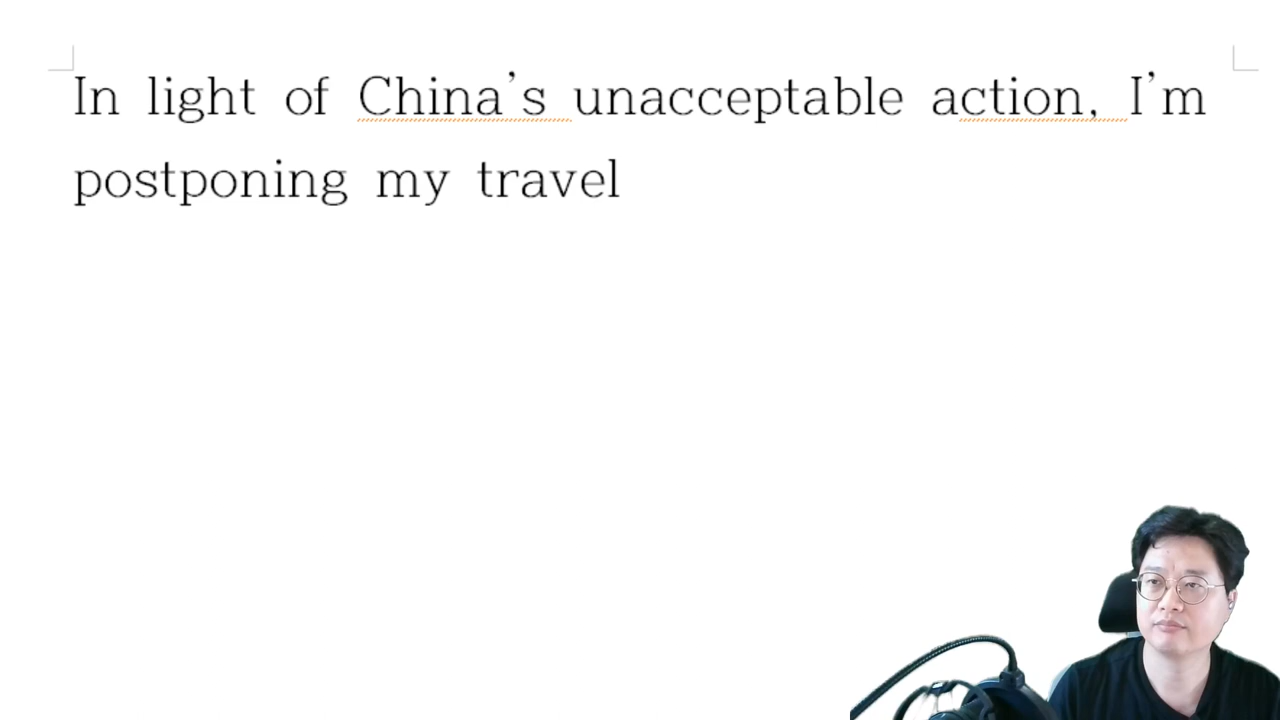 In light of China's unacceptable action, I'm
postponing my travel